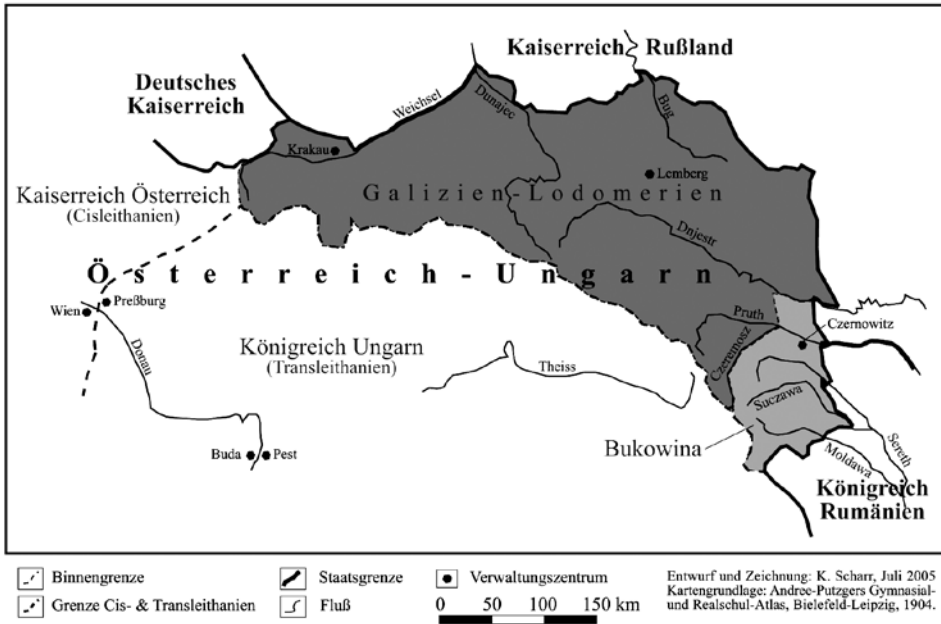 Kaiserreich Rußland
Deutsches
Kaiserreich
Weichsel
Dunajec
Bug
Krakau
Lemberg
Kaiserreich Österreich
(Cisleithanien)
Galizien-Lodomerien
Dnjestr
Österreich-Ungarn
Preßburg
Wien
Donau
Pruth
Czernowitz
Czeremosz
Königreich Ungarn
(Transleithanien)
Theiss
Suczawa
Buda
Pest
Bukowina
Sereth
Moldawa
Königreich
Rumänien
Binnengrenze
Staatsgrenze
Verwaltungszentrum
Grenze Cis- & Transleithanien
Fluß
0 50 100 150 km
Entwurf und Zeichnung: K. Scharr, Juli 2005
Kartengrundlage: Andree-Putzgers Gymnasial-
und Realschul-Atlas, Bielefeld-Leipzig, 1904.